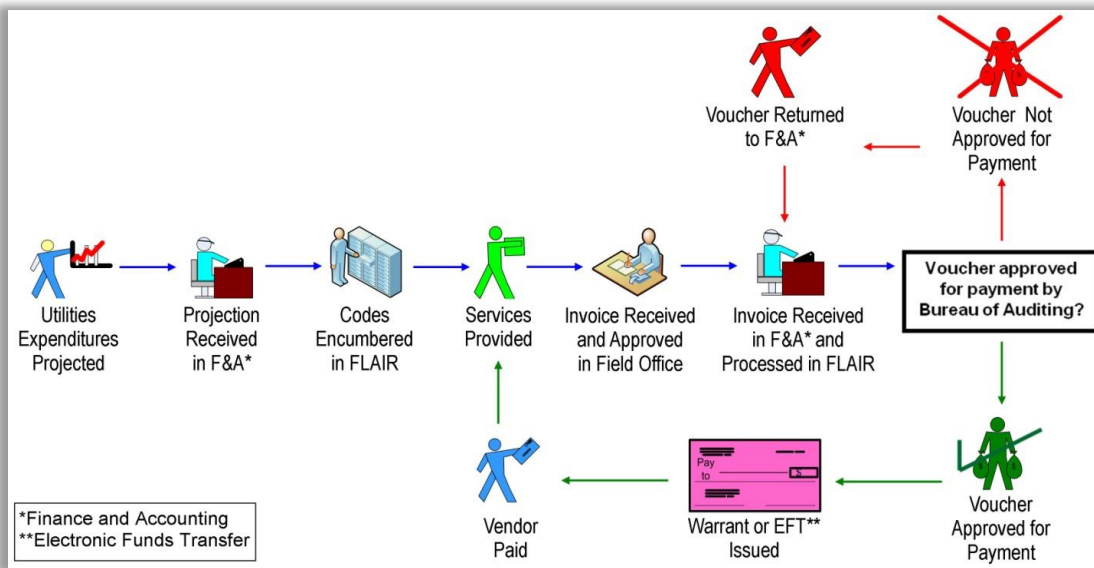 Voucher Returned
to F&A*
Voucher Not
Approved for
Payment
Utilities
Expenditures
Projected
Projection
Received
in F&A*
Codes
Encumbered
in FLAIR
Services
Provided
Invoice Received
and Approved
in Field Office
Invoice Received
in F&A* and
Processed in FLAIR
Voucher approved
for payment by
Bureau of Auditing?
Vendor
Paid
Pay
to
$
Warrant or EFT**
Issued
$ $
Voucher
Approved for
Payment
*Finance and Accounting
**Electronic Funds Transfer